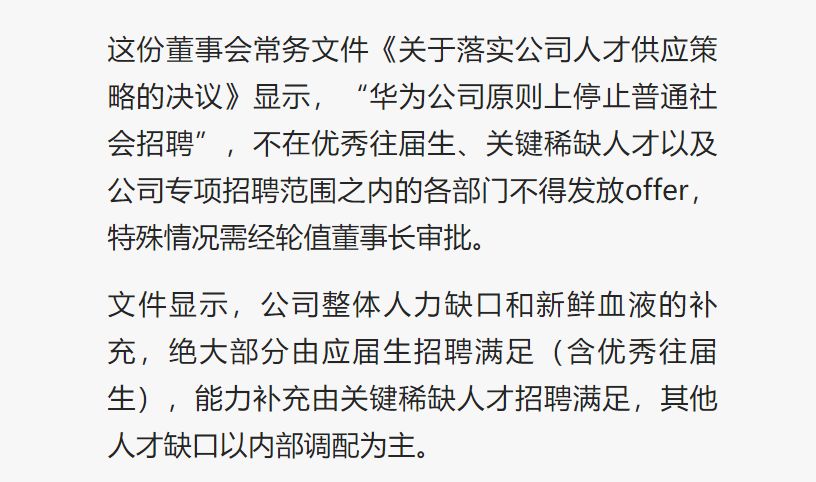 这份董事会常务文件《关于落实公司人才供应策
略的决议》显示，“华为公司原则上停止普通社
会招聘”，不在优秀往届生、关键稀缺人才以及
公司专项招聘范围之内的各部门不得发放offer，
特殊情况需经轮值董事长审批。
文件显示，公司整体人力缺口和新鲜血液的补
充，绝大部分由应届生招聘满足（含优秀往届
生），能力补充由关键稀缺人才招聘满足，其他
人才缺口以内部调配为主。